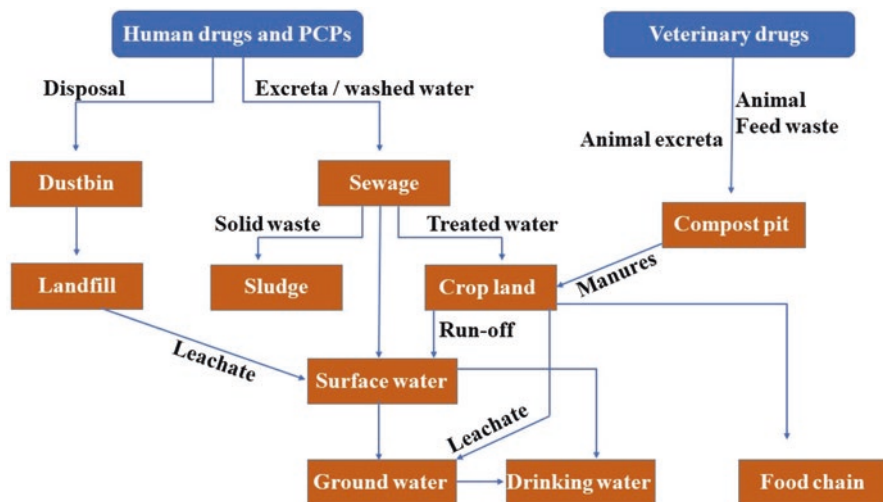 Human drugs and PCPs
Veterinary drugs
Disposal
Excreta / washed water
Animal
Feed waste
Animal excreta
Dustbin
Sewage
Compost pit
Solid waste
Treated water
Landfill
Sludge
Crop land
Manures
Run-off
Leachate
Surface water
Leachate
Ground water
Drinking water
Food chain